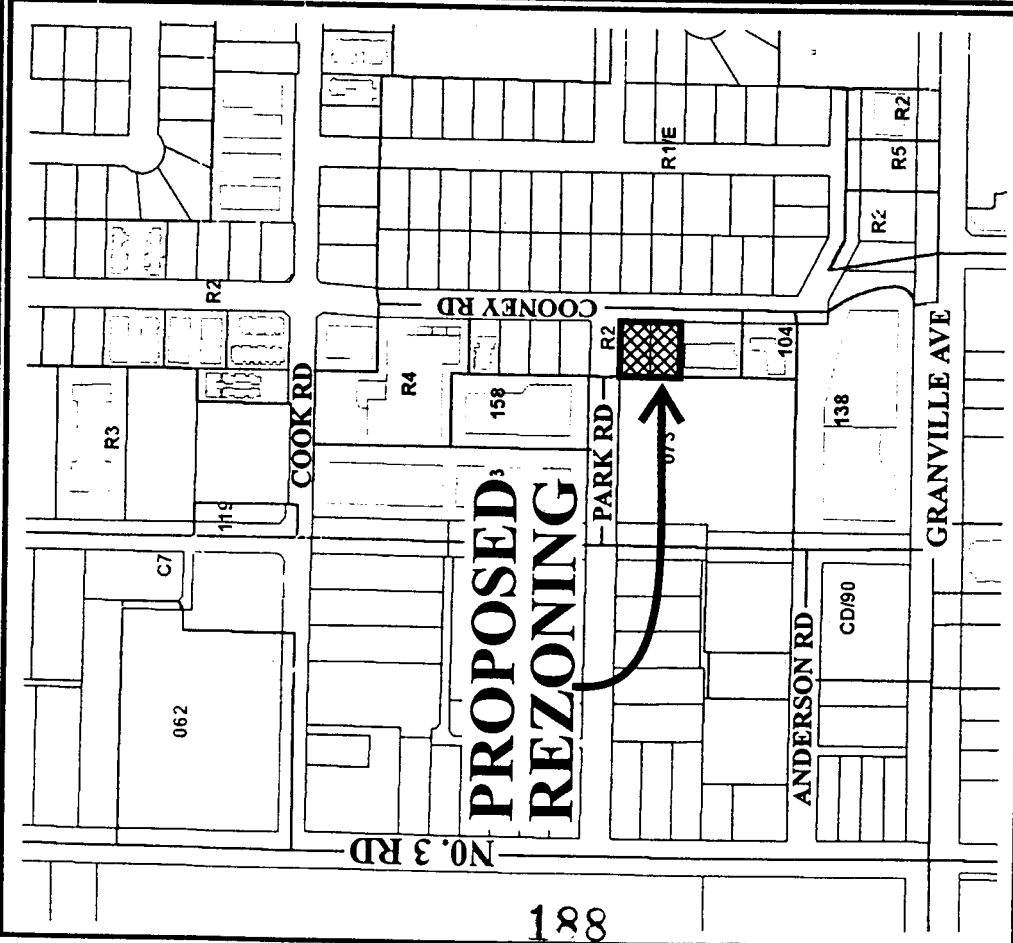 R3
C7
119
062
R2
COOK RD
R4
158
3
COONEY RD
R1/E
R2
PARK RD
PROPOSED
REZONING
NO. 3 RD
104
138
R2
R5
R2
CD/90
ANDERSON RD
GRANVILLE AVE
188